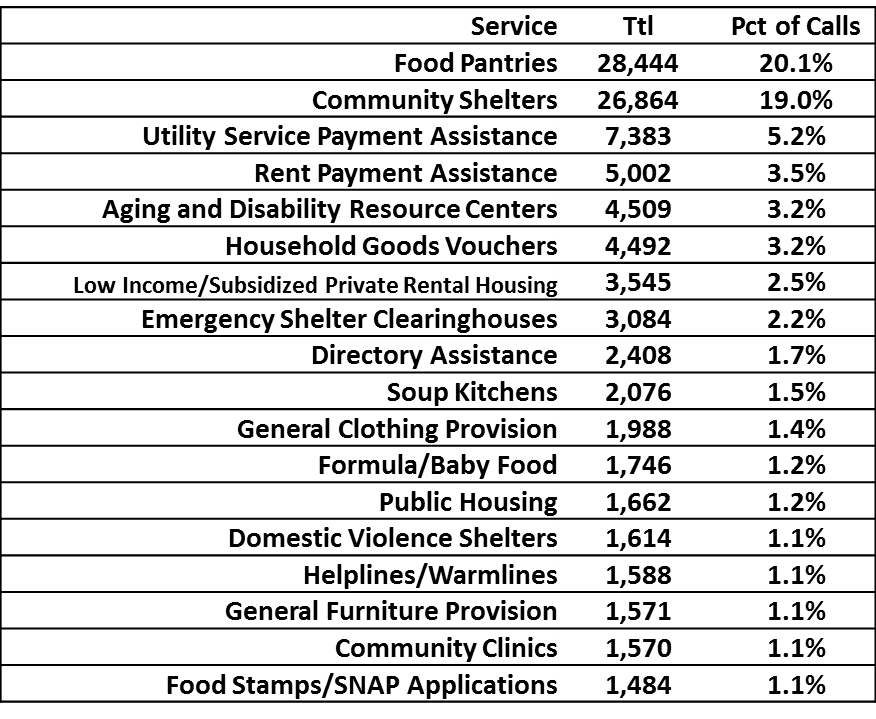 Service Ttl Pct of Calls
Food Pantries 28,444 20.1%
Community Shelters 26,864 19.0%
Utility Service Payment Assistance 7,383 5.2%
Rent Payment Assistance 5,002 3.5%
Aging and Disability Resource Centers 4,509 3.2%
Household Goods Vouchers 4,492 3.2%
Low Income/Subsidized Private Rental Housing 3,545 2.5%
Emergency Shelter Clearinghouses 3,084 2.2%
Directory Assistance 2,408 1.7%
Soup Kitchens 2,076 1.5%
General Clothing Provision 1,988 1.4%
Formula/Baby Food 1,746 1.2%
Public Housing 1,662 1.2%
Domestic Violence Shelters 1,614 1.1%
Helplines/Warmlines 1,588 1.1%
General Furniture Provision 1,571 1.1%
Community Clinics 1,570 1.1%
Food Stamps/SNAP Applications 1,484 1.1%